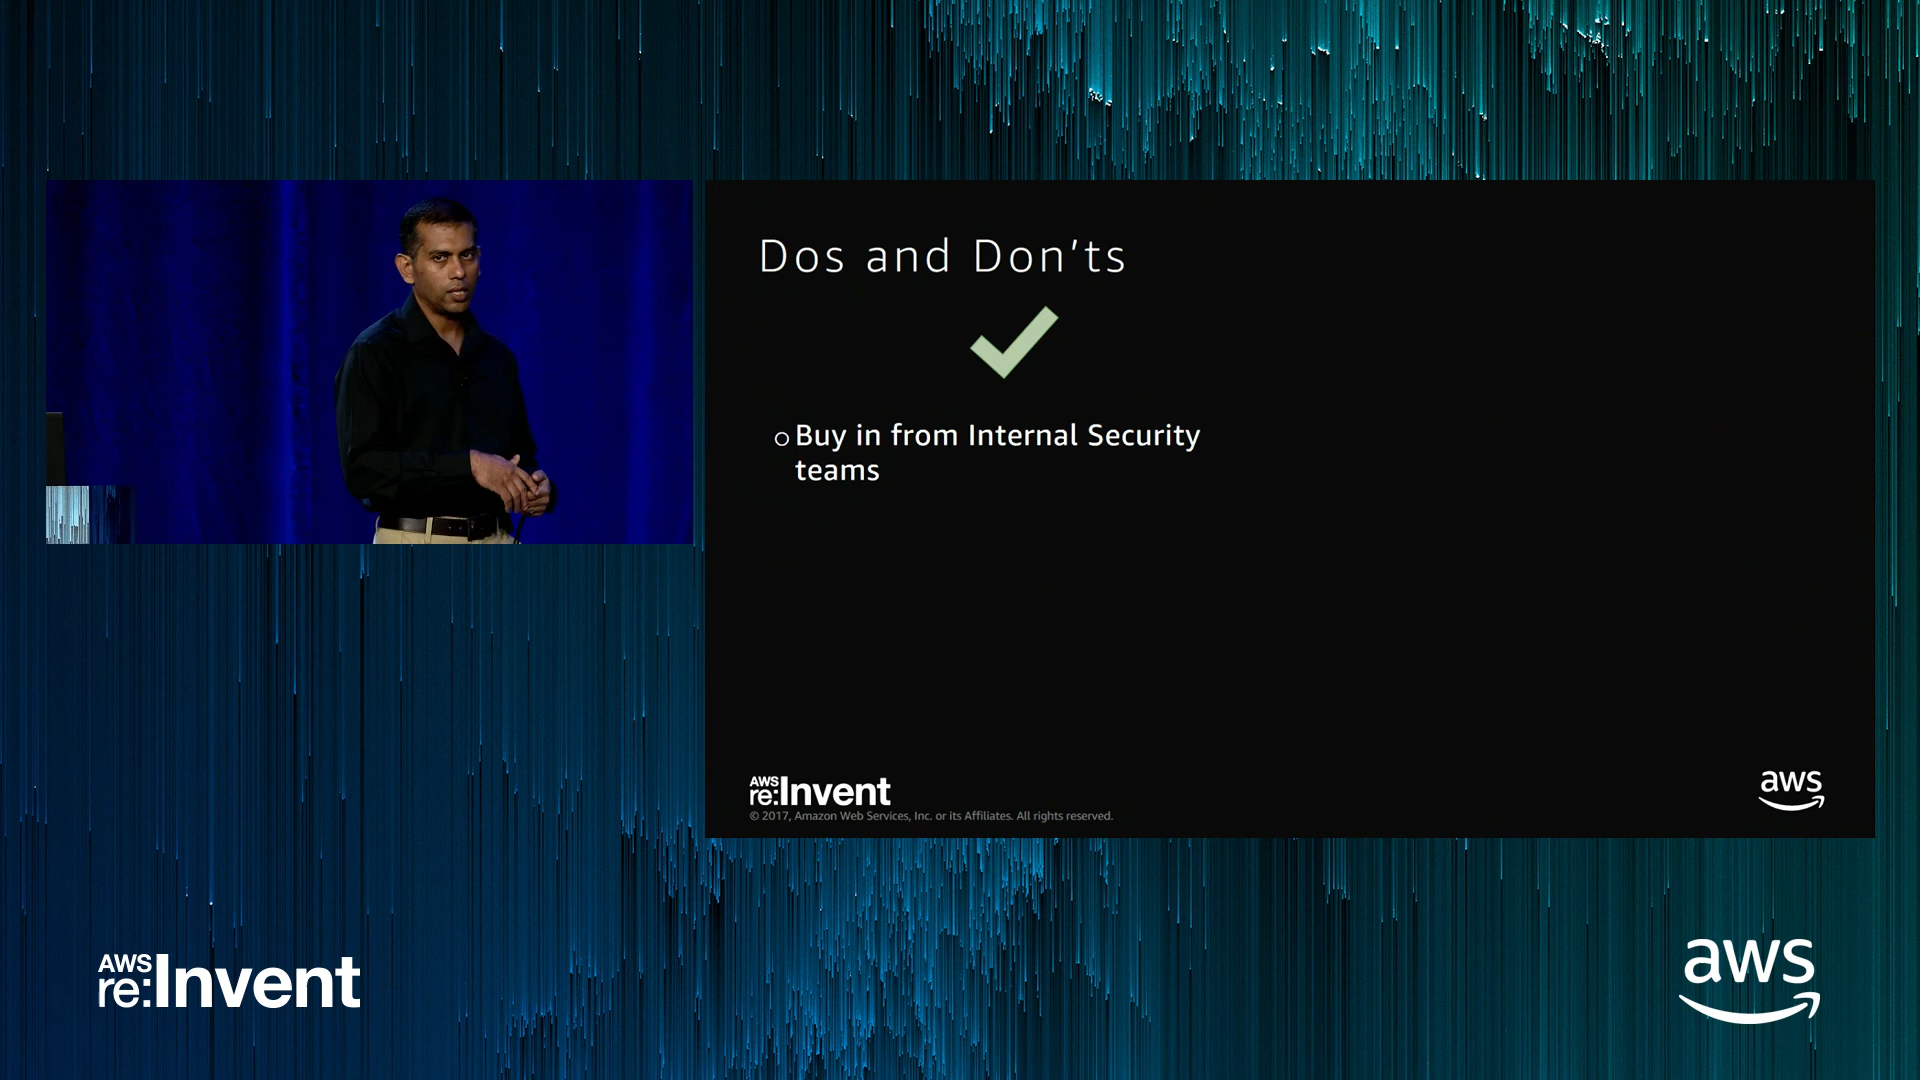 Dos and Don'ts
Buy in from Internal Security
teams
AWS
re:Invent
© 2017, Amazon Web Services, Inc. or its Affiliates. All rights reserved.
aws
AWS
re:Invent
aws